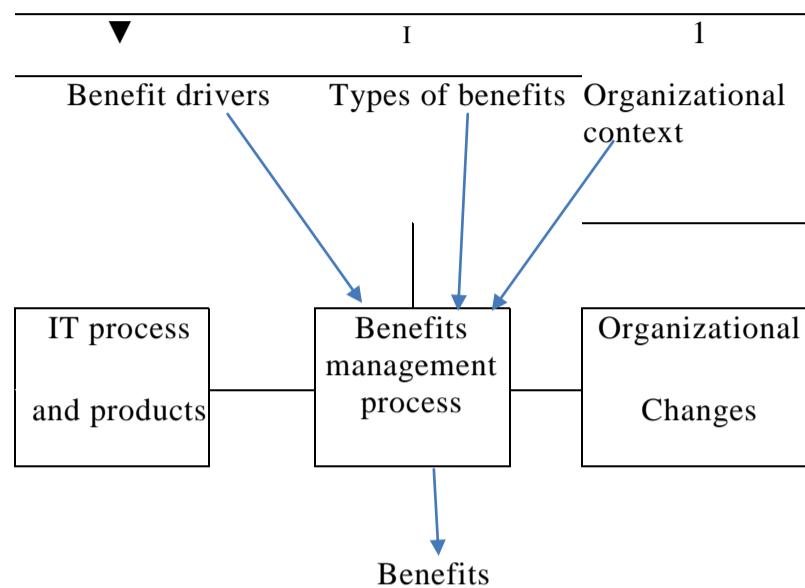 ▼ I 1
Benefit drivers Types of benefits Organizational
context
IT process
and products
Benefits
management
process
Organizational
Changes
Benefits